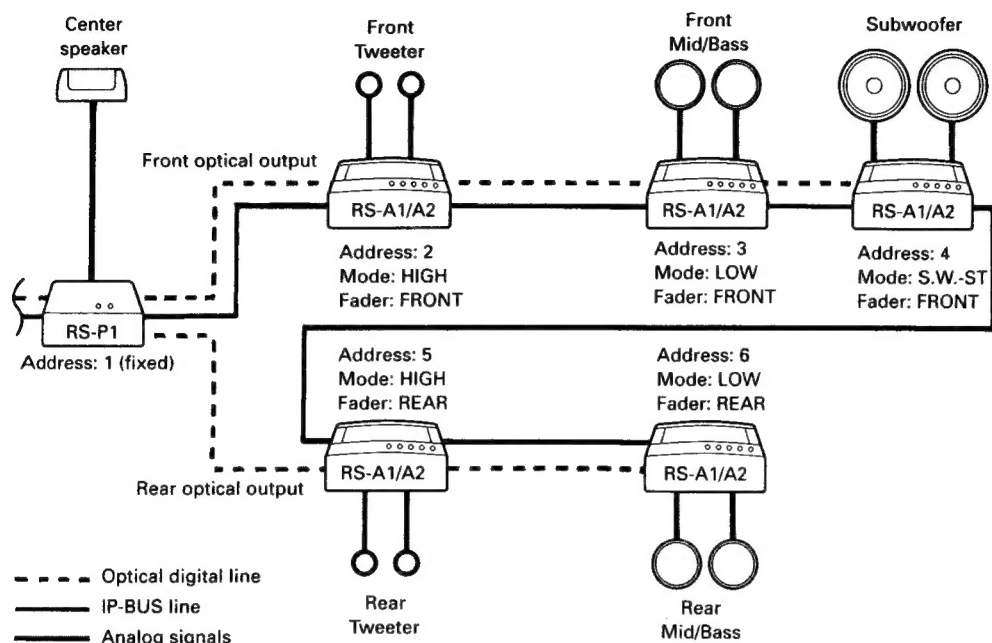 Center
speaker
Front
Tweeter
Front
Mid/Bass
Subwoofer
Front optical output
RS-A1/A2
RS-A1/A2
RS-A1/A2
Address: 2
Mode: HIGH
Fader: FRONT
Address: 3
Mode: LOW
Fader: FRONT
Address: 4
Mode: S.W.-ST
Fader: FRONT
RS-P1
Address: 1 (fixed)
Address: 5
Mode: HIGH
Fader: REAR
Address: 6
Mode: LOW
Fader: REAR
RS-A1/A2
RS-A1/A2
Rear optical output
Rear
Tweeter
Rear
Mid/Bass
Optical digital line
IP-BUS line
Analog signals